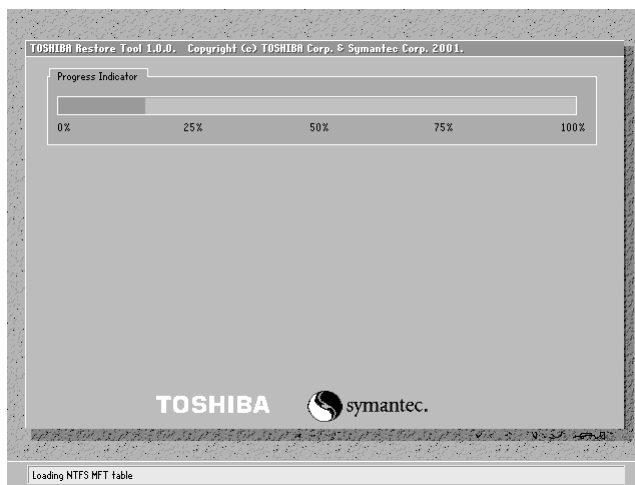 TOSHIBA Restore Tool 1.0.0. Copyright (c) TOSHIBA Corp. & Symantec Corp. 2001.
Progress Indicator
0% 25% 50% 75% 100%
TOSHIBA symantec.
Loading NTFS MFT table